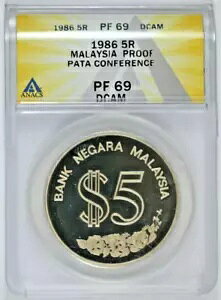 1986 5R PF 69 DCAM
1986 5R
MALAYSIA PROOF
PATA CONFERENCE
PF 69
DCAM
ANACS
BANK NEGARA MALAYSIA
$5